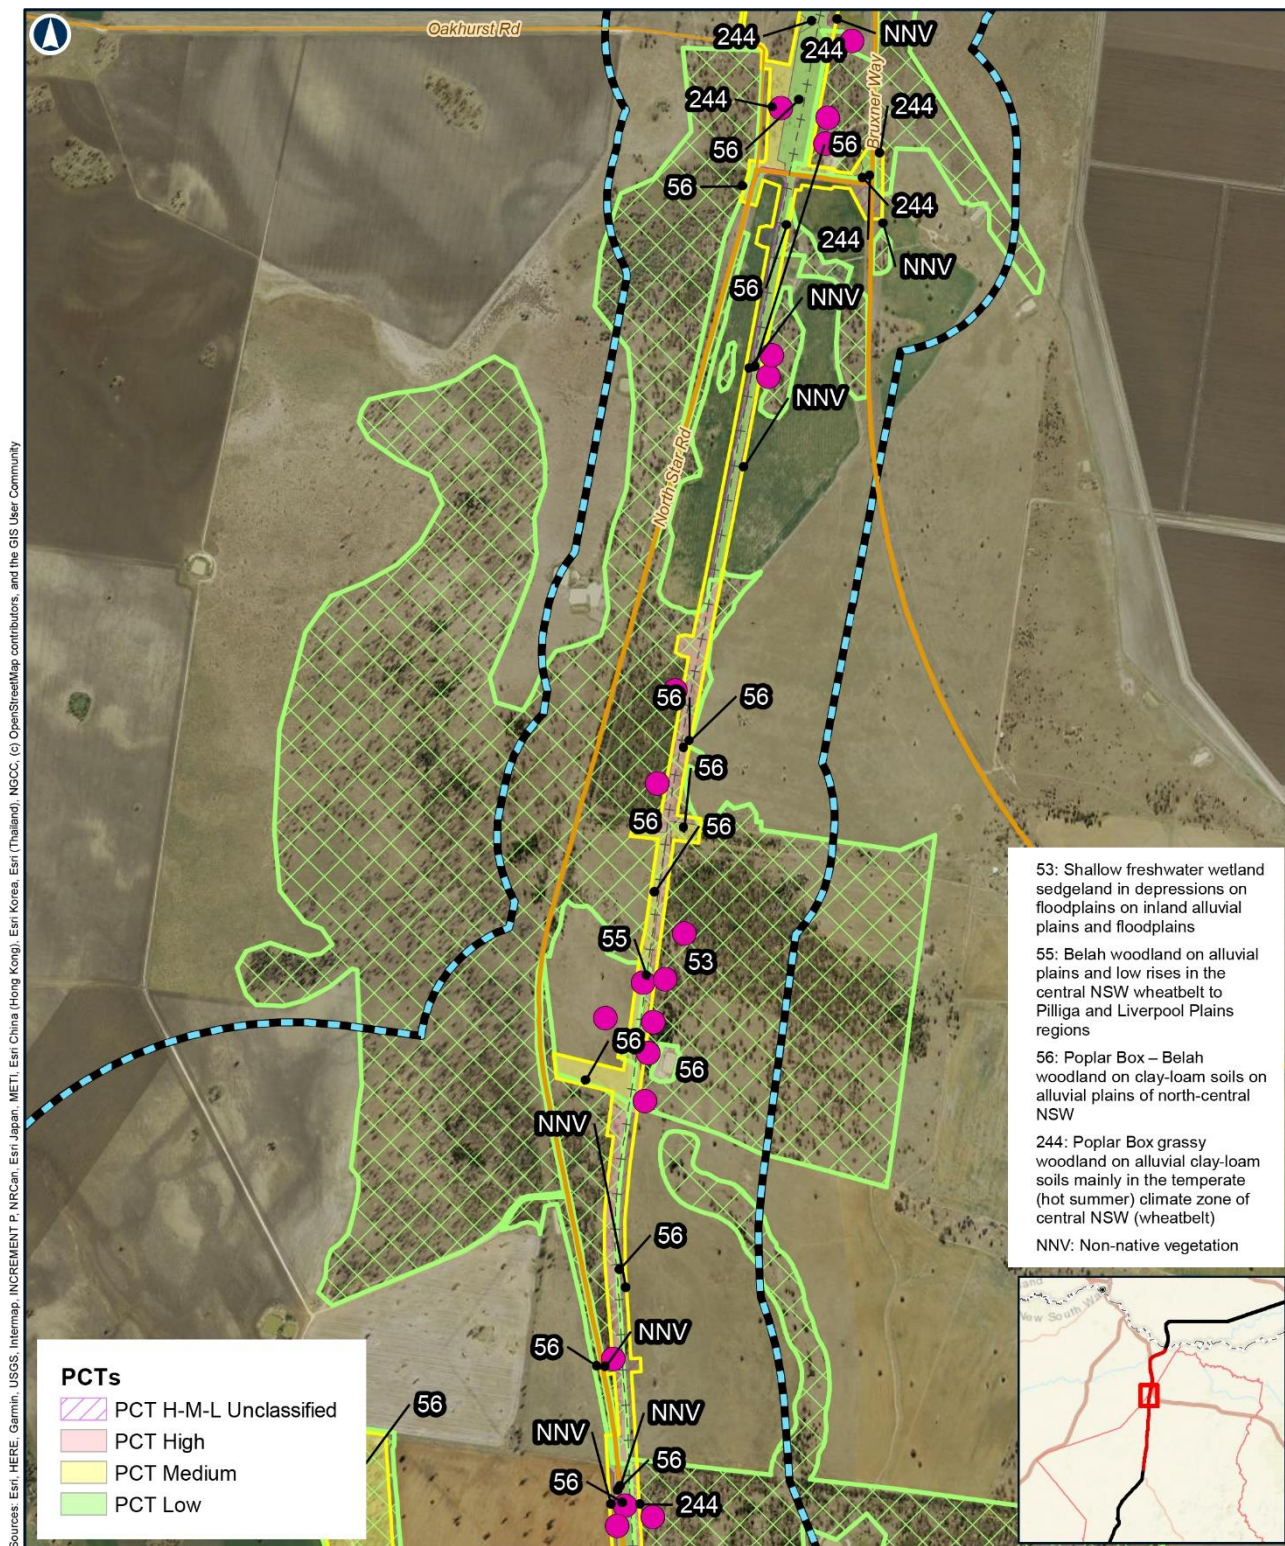 Oakhurst Rd
244
NNV
244
244
244
Bruxner Way
56
56
56
244
244
NNV
56
NNV
NNV
North Star Rd
56
56
56
56
56
55
53
56
56
NNV
56
NNV
56
NNV
NNV
56
56
56
244
53: Shallow freshwater wetland
sedgeland in depressions on
floodplains on inland alluvial
plains and floodplains
55: Belah woodland on alluvial
plains and low rises in the
central NSW wheatbelt to
Pilliga and Liverpool Plains
regions
56: Poplar Box – Belah
woodland on clay-loam soils on
alluvial plains of north-central
NSW
244: Poplar Box grassy
woodland on alluvial clay-loam
soils mainly in the temperate
(hot summer) climate zone of
central NSW (wheatbelt)
NNV: Non-native vegetation
PCTs
PCT H-M-L Unclassified
PCT High
PCT Medium
PCT Low
New South Wa
Sources: Esri, HERE, Garmin, USGS, Intermap, INCREMENT P, NRCan, Esri Japan, METI, Esri China (Hong Kong), Esri Korea, Esri (Thailand), NGCC, (c) OpenStreetMap contributors, and the GIS User Community